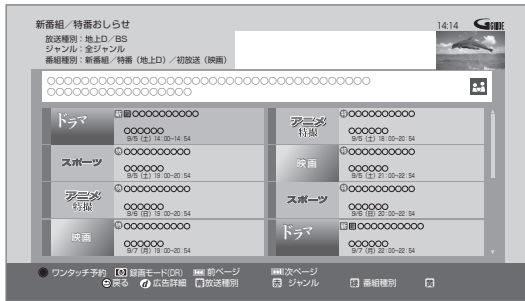 新番組／特番おしらせ
14:14 GGUIDE
放送種別：地上D／BS
ジャンル：全ジャンル
番組種別：新番組／特番（地上D）／初放送（映画）
○○○○○○○○○○○○○○○○○○○○○○○○○○○○○○○○○○○○○○
○○○○○○○○○○○○○○○○○
ドラマ
○○○○○○○○○○
○○○○○○
9/5 (土) 14:00~14:54
アニメ
特撮
○○○○○○○○○○
○○○○○○
9/5 (土) 18:00~20:54
スポーツ
○○○○○○○○○○
○○○○○○
9/5 (土) 19:00~20:54
映画
○○○○○○○○○○
○○○○○○
9/5 (土) 21:00~22:54
アニメ
特撮
○○○○○○○○○○
○○○○○○
9/6 (日) 19:00~20:54
スポーツ
○○○○○○○○○○
○○○○○○
9/6 (日) 20:00~22:54
映画
○○○○○○○○○○
○○○○○○
9/7 (月) 19:00~20:54
ドラマ
○○○○○○○○○○
○○○○○○
9/7 (月) 22:00~22:54
ワンタッチ予約 録画モード(DR) 前ページ 次ページ
戻る d 広告詳細 青 放送種別 赤 ジャンル 緑 番組種別 黄